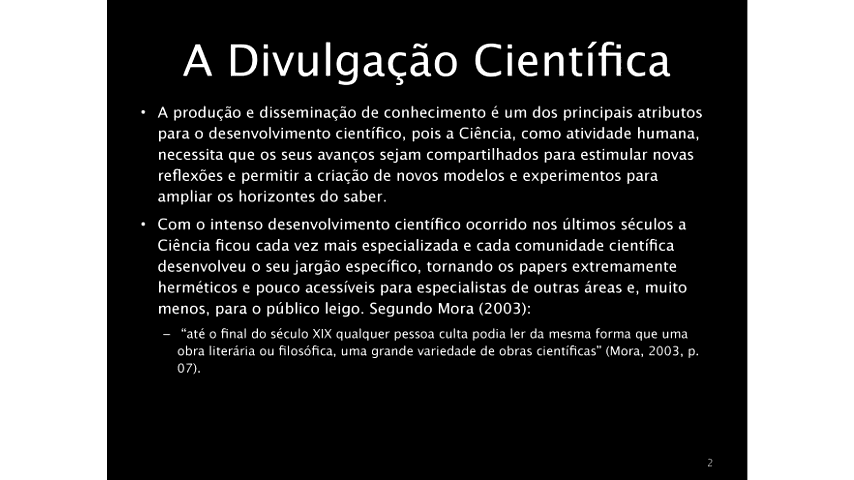 A Divulgação Científica
• A produção e disseminação de conhecimento é um dos principais atributos
para o desenvolvimento científico, pois a Ciência, como atividade humana,
necessita que os seus avanços sejam compartilhados para estimular novas
reflexões e permitir a criação de novos modelos e experimentos para
ampliar os horizontes do saber.
• Com o intenso desenvolvimento científico ocorrido nos últimos séculos a
Ciência ficou cada vez mais especializada e cada comunidade científica
desenvolveu o seu jargão específico, tornando os papers extremamente
herméticos e pouco acessíveis para especialistas de outras áreas e, muito
menos, para o público leigo. Segundo Mora (2003):
– “até o final do século XIX qualquer pessoa culta podia ler da mesma forma que uma
obra literária ou filosófica, uma grande variedade de obras científicas” (Mora, 2003, p.
07).
2